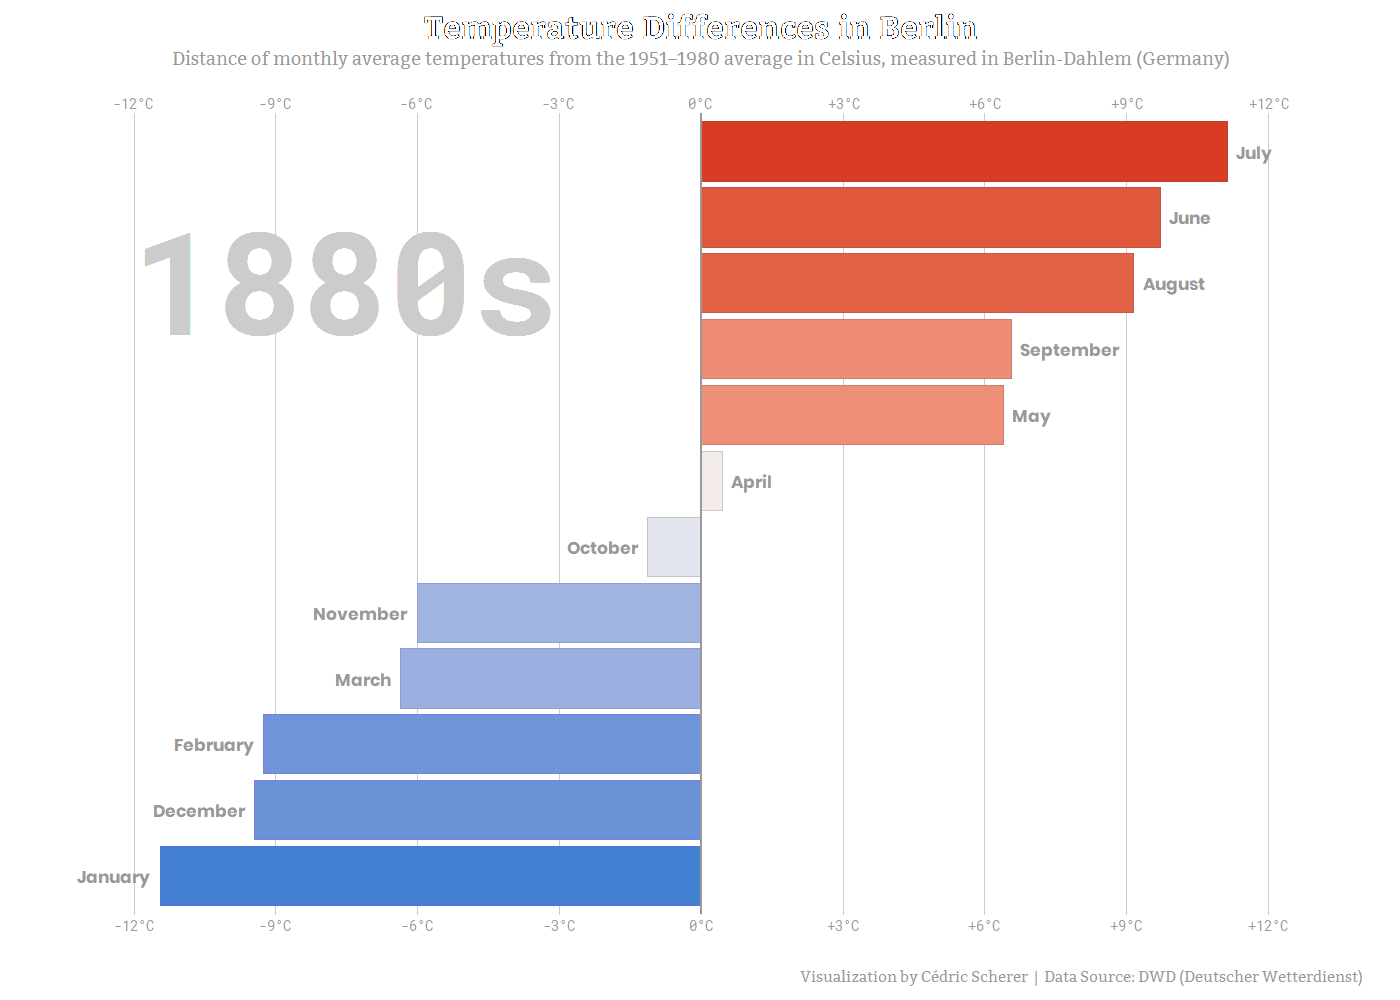 Temperature Differences in Berlin
Distance of monthly average temperatures from the 1951–1980 average in Celsius, measured in Berlin-Dahlem (Germany)
-12°C -9°C -6°C -3°C 0°C +3°C +6°C +9°C +12°C
July
June
1880s
August
September
May
April
October
November
March
February
December
January
-12°C -9°C -6°C -3°C 0°C +3°C +6°C +9°C +12°C
Visualization by Cédric Scherer | Data Source: DWD (Deutscher Wetterdienst)